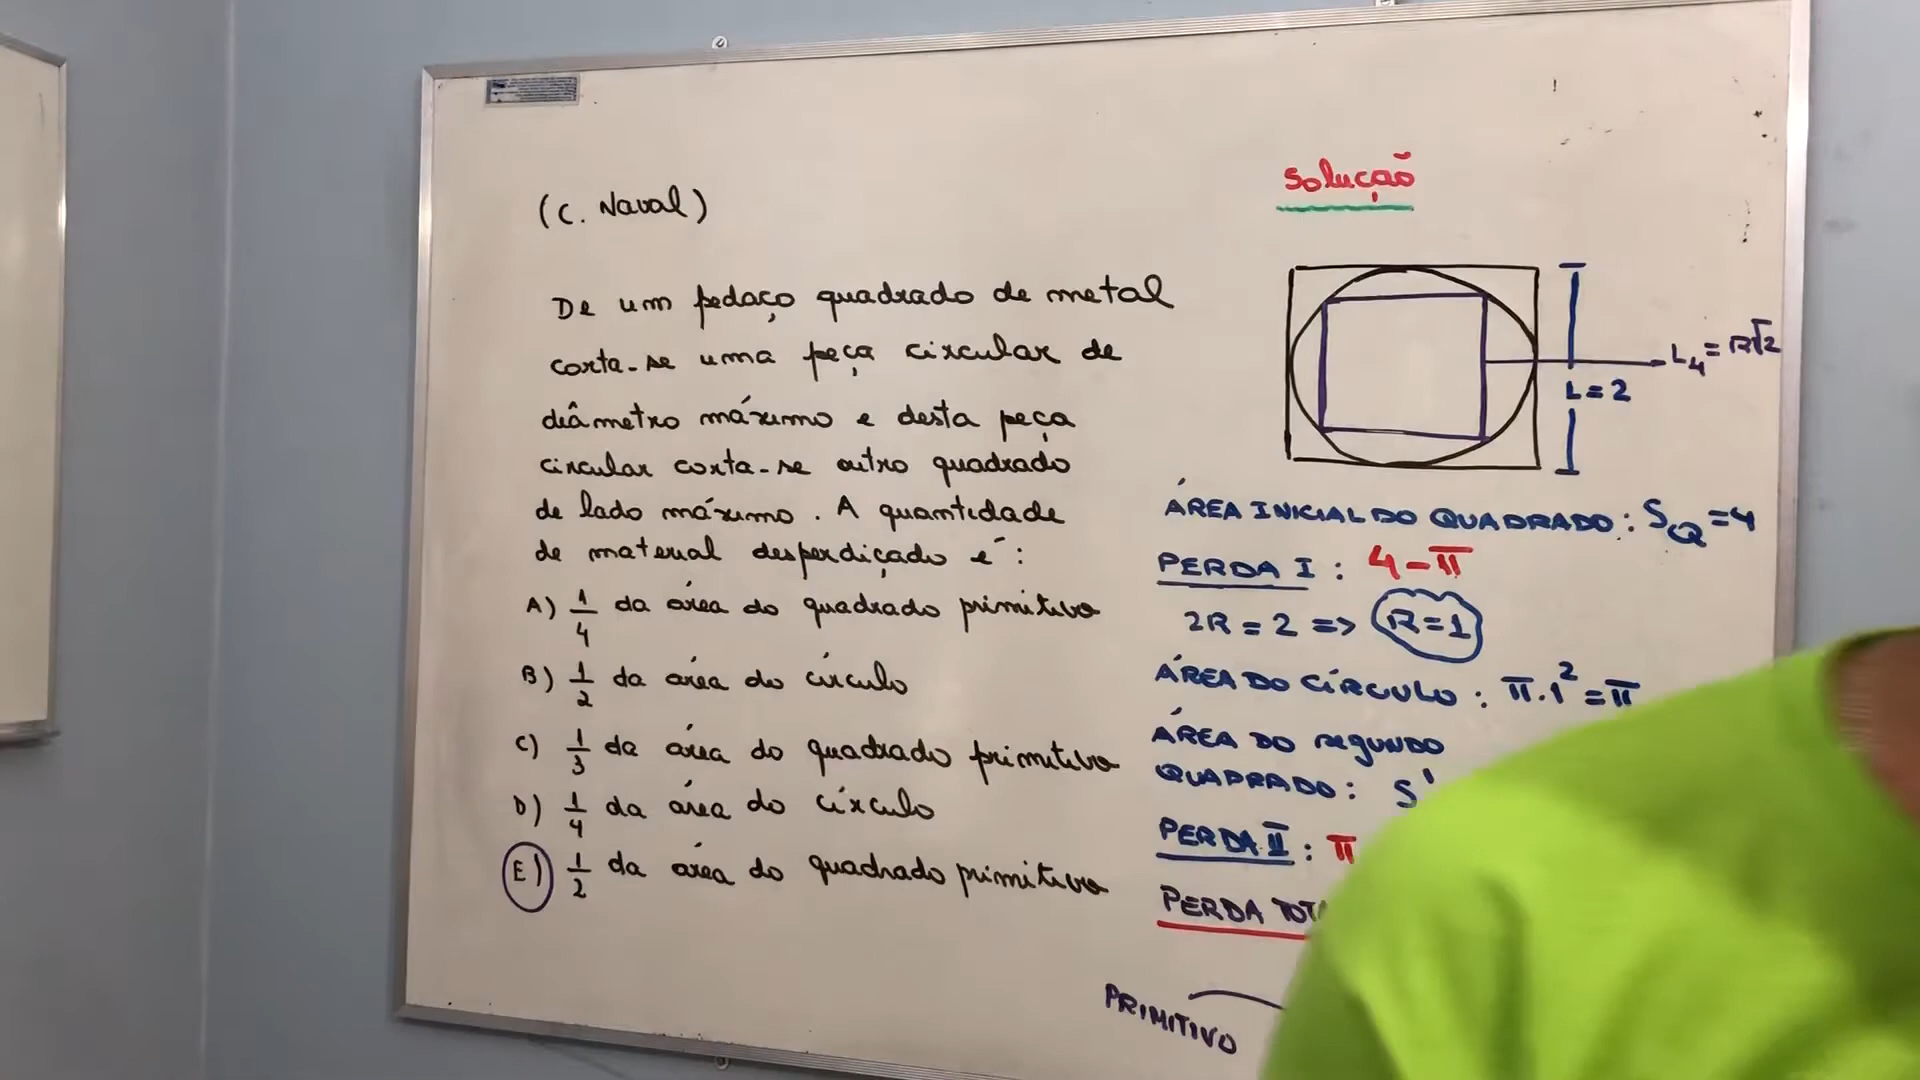 (C. Naval)
De um pedaço quadrado de metal
corta-se uma peça circular de
diâmetro máximo e desta peça
circular corta-se outro quadrado
de lado máximo. A quantidade
de material desperdiçado é:
A) 1/4 da área do quadrado primitivo
B) 1/2 da área do círculo
C) 1/3 da área do quadrado primitivo
D) 1/4 da área do círculo
E) 1/2 da área do quadrado primitivo
Solução
L₄ = R√2
L = 2
ÁREA INICIAL DO QUADRADO: S_Q = 4
PERDA I: 4 - π
2R = 2 => R = 1
ÁREA DO CÍRCULO: π.1² = π
ÁREA DO SEGUNDO
QUADRADO: S'
PERDA II: π
PERDA TOT
PRIMITIVO